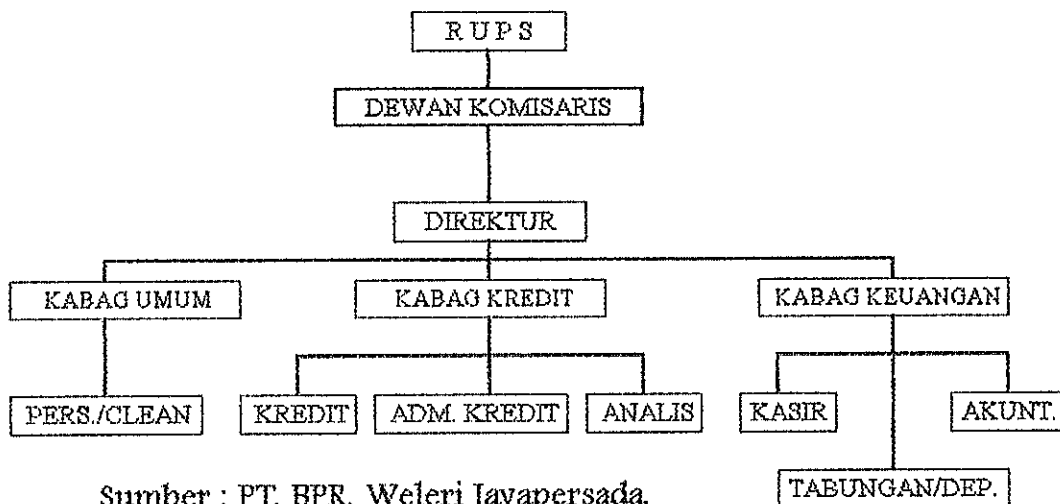 R U P S
DEWAN KOMISARIS
DIREKTUR
KABAG UMUM
KABAG KREDIT
KABAG KEUANGAN
PERS./CLEAN
KREDIT
ADM. KREDIT
ANALIS
KASIR
AKUNT.
TABUNGAN/DEP.
Sumber : PT. BPR. Weleri Jayapersada.